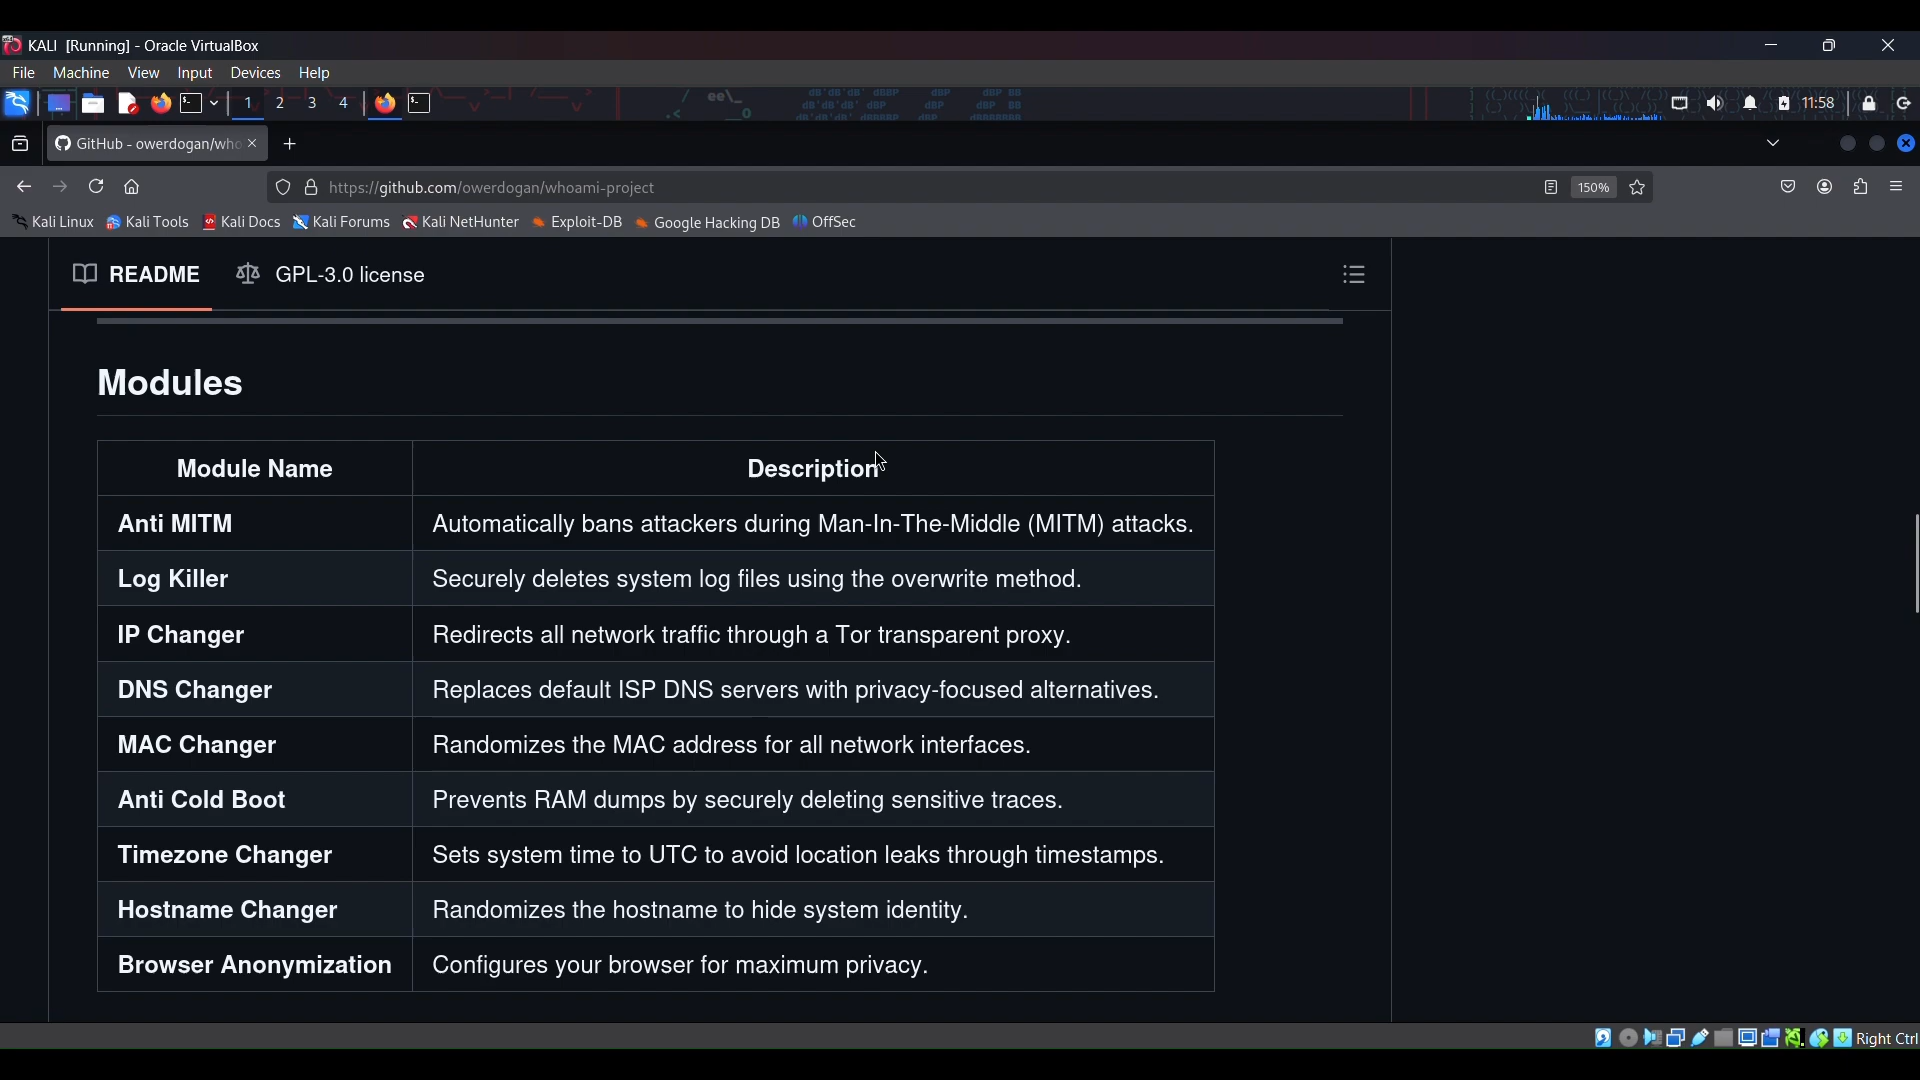 KALI [Running] - Oracle VirtualBox
File Machine View Input Devices Help
1 2 3 4 11:58
GitHub - owerdogan/who
https://github.com/owerdogan/whoami-project 150%
Kali Linux Kali Tools Kali Docs Kali Forums Kali NetHunter Exploit-DB Google Hacking DB OffSec
README GPL-3.0 license
Modules
Module Name Description
Anti MITM Automatically bans attackers during Man-In-The-Middle (MITM) attacks.
Log Killer Securely deletes system log files using the overwrite method.
IP Changer Redirects all network traffic through a Tor transparent proxy.
DNS Changer Replaces default ISP DNS servers with privacy-focused alternatives.
MAC Changer Randomizes the MAC address for all network interfaces.
Anti Cold Boot Prevents RAM dumps by securely deleting sensitive traces.
Timezone Changer Sets system time to UTC to avoid location leaks through timestamps.
Hostname Changer Randomizes the hostname to hide system identity.
Browser Anonymization Configures your browser for maximum privacy.
Right Ctrl